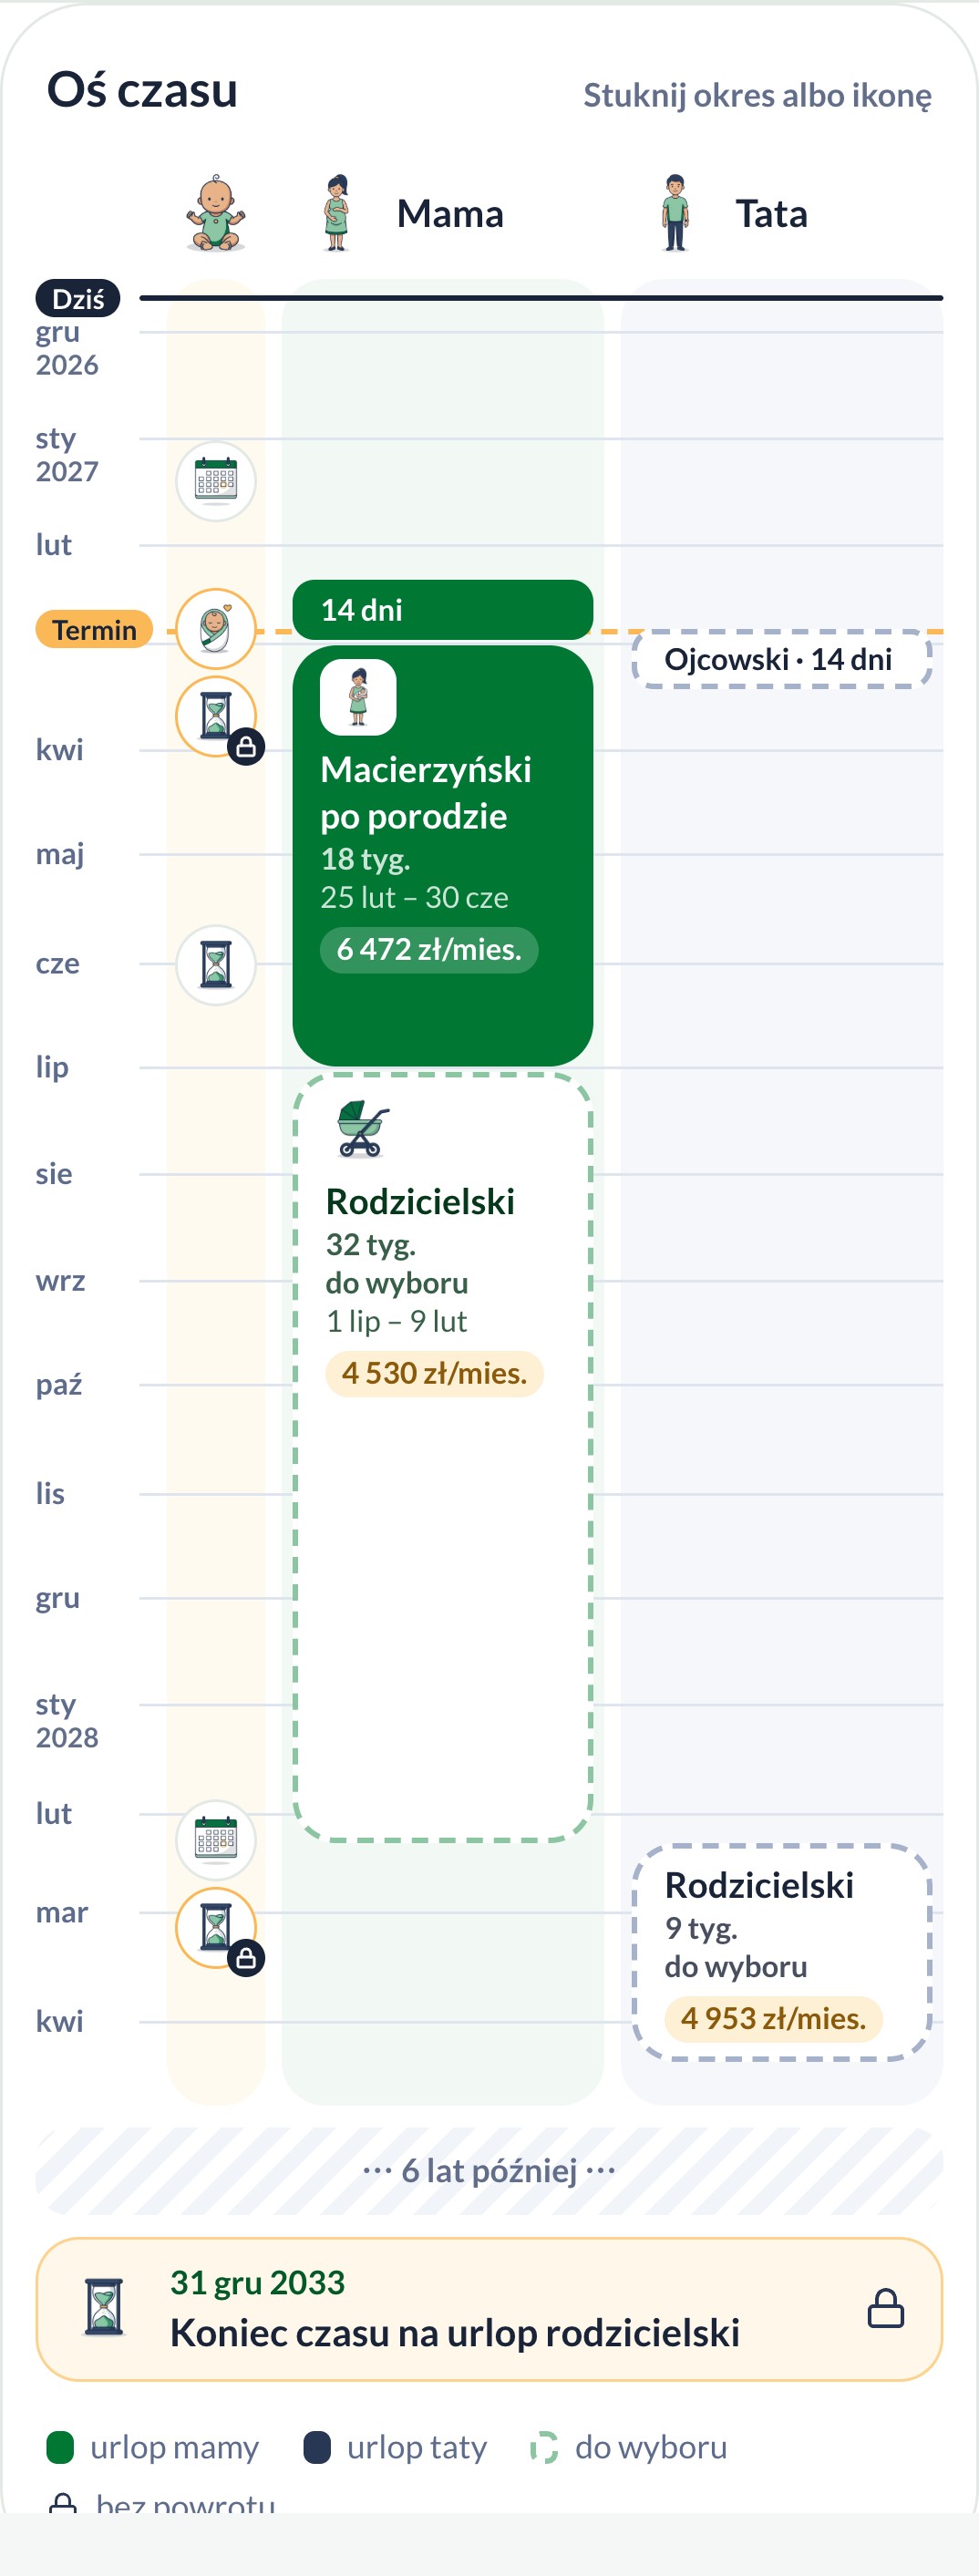 Oś czasu
Stuknij okres albo ikonę
Mama
Tata
Dziś
gru
2026
sty
2027
lut
14 dni
Termin
Ojcowski · 14 dni
kwi
Macierzyński
po porodzie
18 tyg.
25 lut – 30 cze
6 472 zł/mies.
maj
cze
lip
sie
Rodzicielski
32 tyg.
do wyboru
1 lip – 9 lut
4 530 zł/mies.
wrz
paź
lis
gru
sty
2028
lut
mar
Rodzicielski
9 tyg.
do wyboru
4 953 zł/mies.
kwi
··· 6 lat później ···
31 gru 2033
Koniec czasu na urlop rodzicielski
urlop mamy
urlop taty
do wyboru
bez powrotu